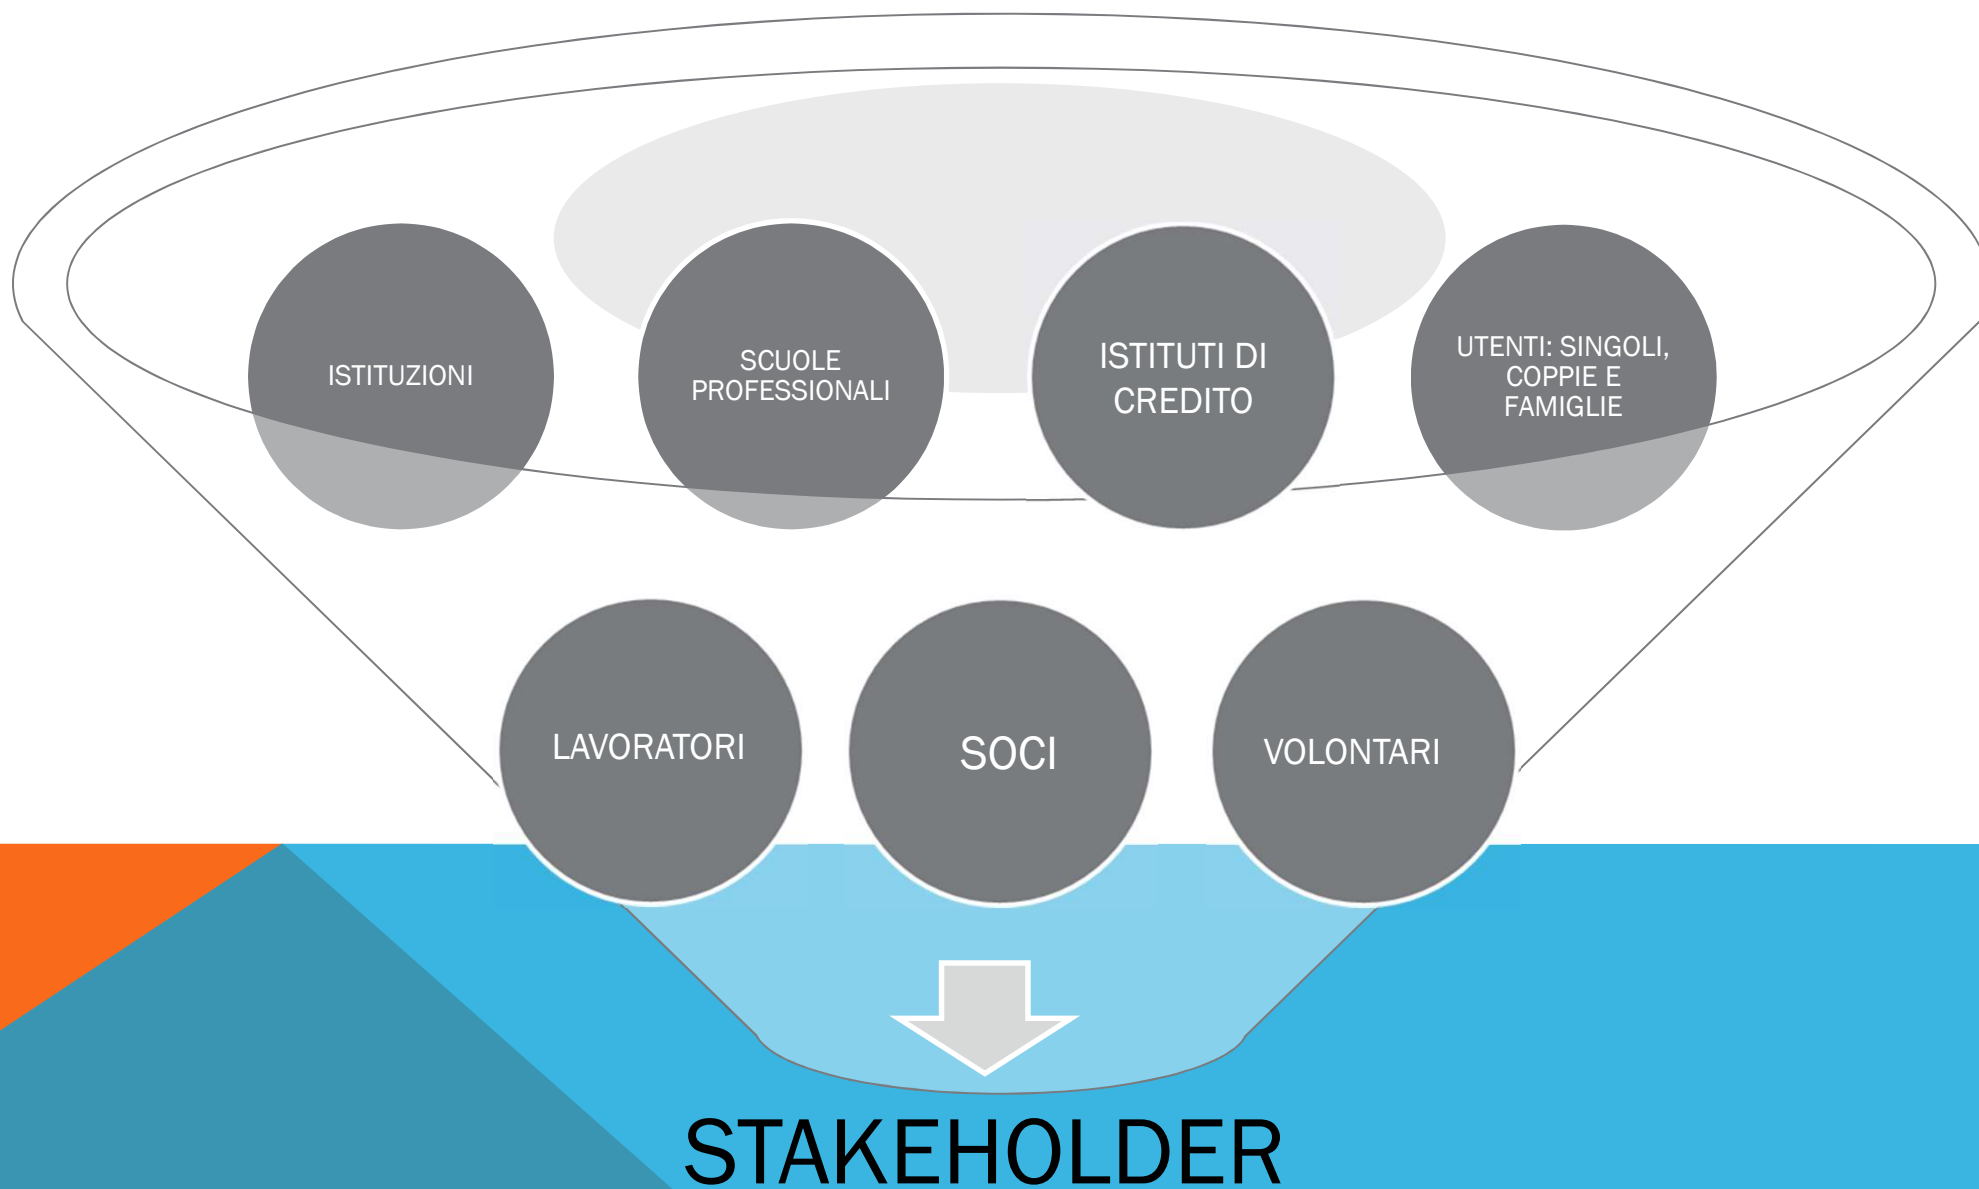 ISTITUZIONI
SCUOLE
PROFESSIONALI
ISTITUTI DI
CREDITO
UTENTI: SINGOLI,
COPPIE E
FAMIGLIE
LAVORATORI
SOCI
VOLONTARI
STAKEHOLDER